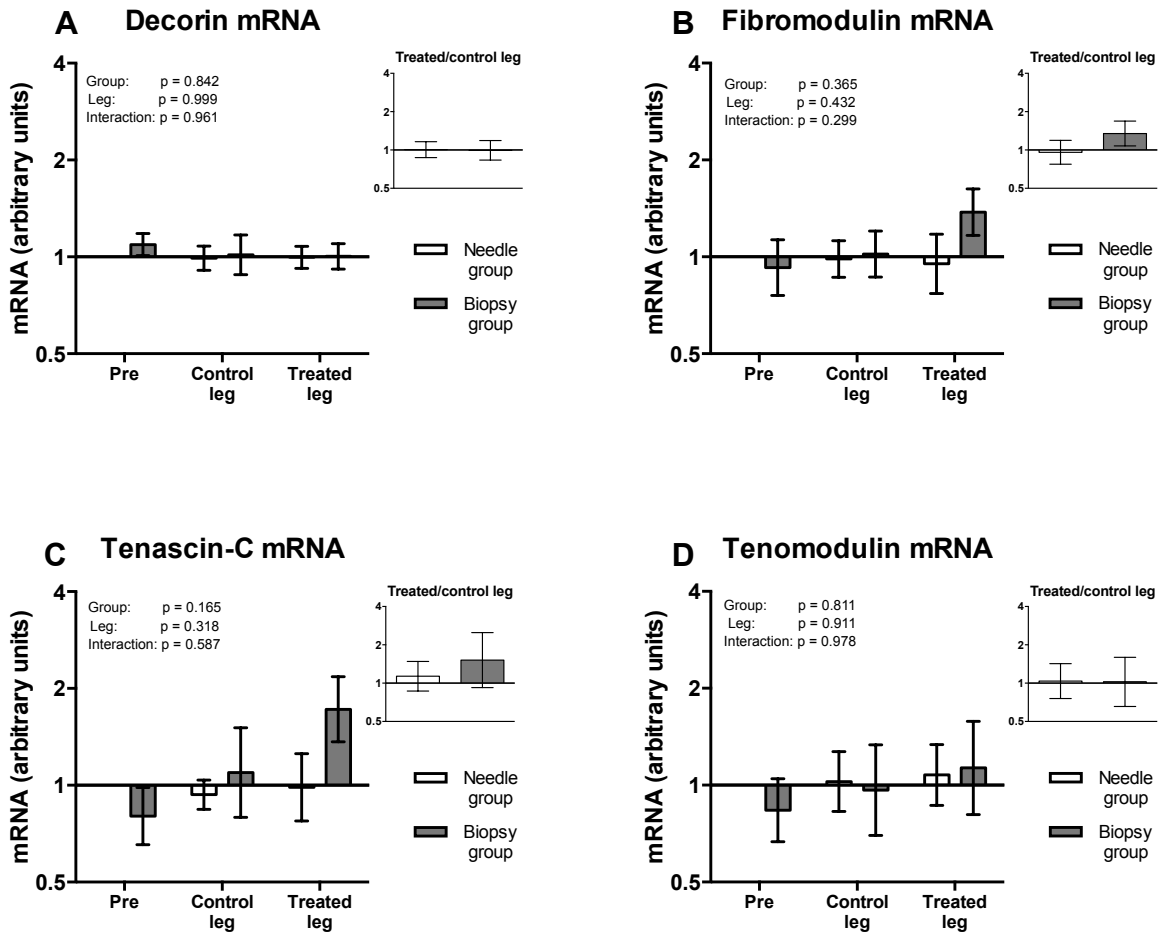 A Decorin mRNA
mRNA (arbitrary units)
4
2
1
0.5
Group: p = 0.842
Leg: p = 0.999
Interaction: p = 0.961
Pre
Control
leg
Treated
leg
Treated/control leg
4
2
1
0.5
Needle
group
Biopsy
group
B Fibromodulin mRNA
mRNA (arbitrary units)
4
2
1
0.5
Group: p = 0.365
Leg: p = 0.432
Interaction: p = 0.299
Pre
Control
leg
Treated
leg
Treated/control leg
4
2
1
0.5
Needle
group
Biopsy
group
C Tenascin-C mRNA
mRNA (arbitrary units)
4
2
1
0.5
Group: p = 0.165
Leg: p = 0.318
Interaction: p = 0.587
Pre
Control
leg
Treated
leg
Treated/control leg
4
2
1
0.5
Needle
group
Biopsy
group
D Tenomodulin mRNA
mRNA (arbitrary units)
4
2
1
0.5
Group: p = 0.811
Leg: p = 0.911
Interaction: p = 0.978
Pre
Control
leg
Treated
leg
Treated/control leg
4
2
1
0.5
Needle
group
Biopsy
group